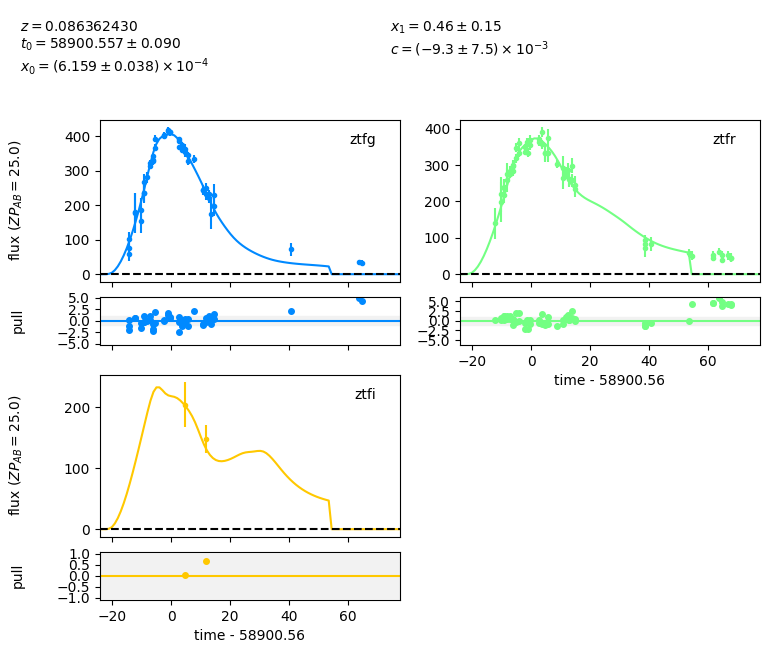 z = 0.086362430
t₀ = 58900.557 ± 0.090
x₀ = (6.159 ± 0.038) × 10⁻⁴
x₁ = 0.46 ± 0.15
c = (−9.3 ± 7.5) × 10⁻³
flux (ZP_AB = 25.0)
400
300
200
100
0
ztfg
400
300
200
100
0
ztfr
pull
5.0
2.5
0.0
−2.5
−5.0
5.0
2.5
0.0
−2.5
−5.0
−20 0 20 40 60
time - 58900.56
flux (ZP_AB = 25.0)
200
100
0
ztfi
pull
1.0
0.5
0.0
−0.5
−1.0
−20 0 20 40 60
time - 58900.56